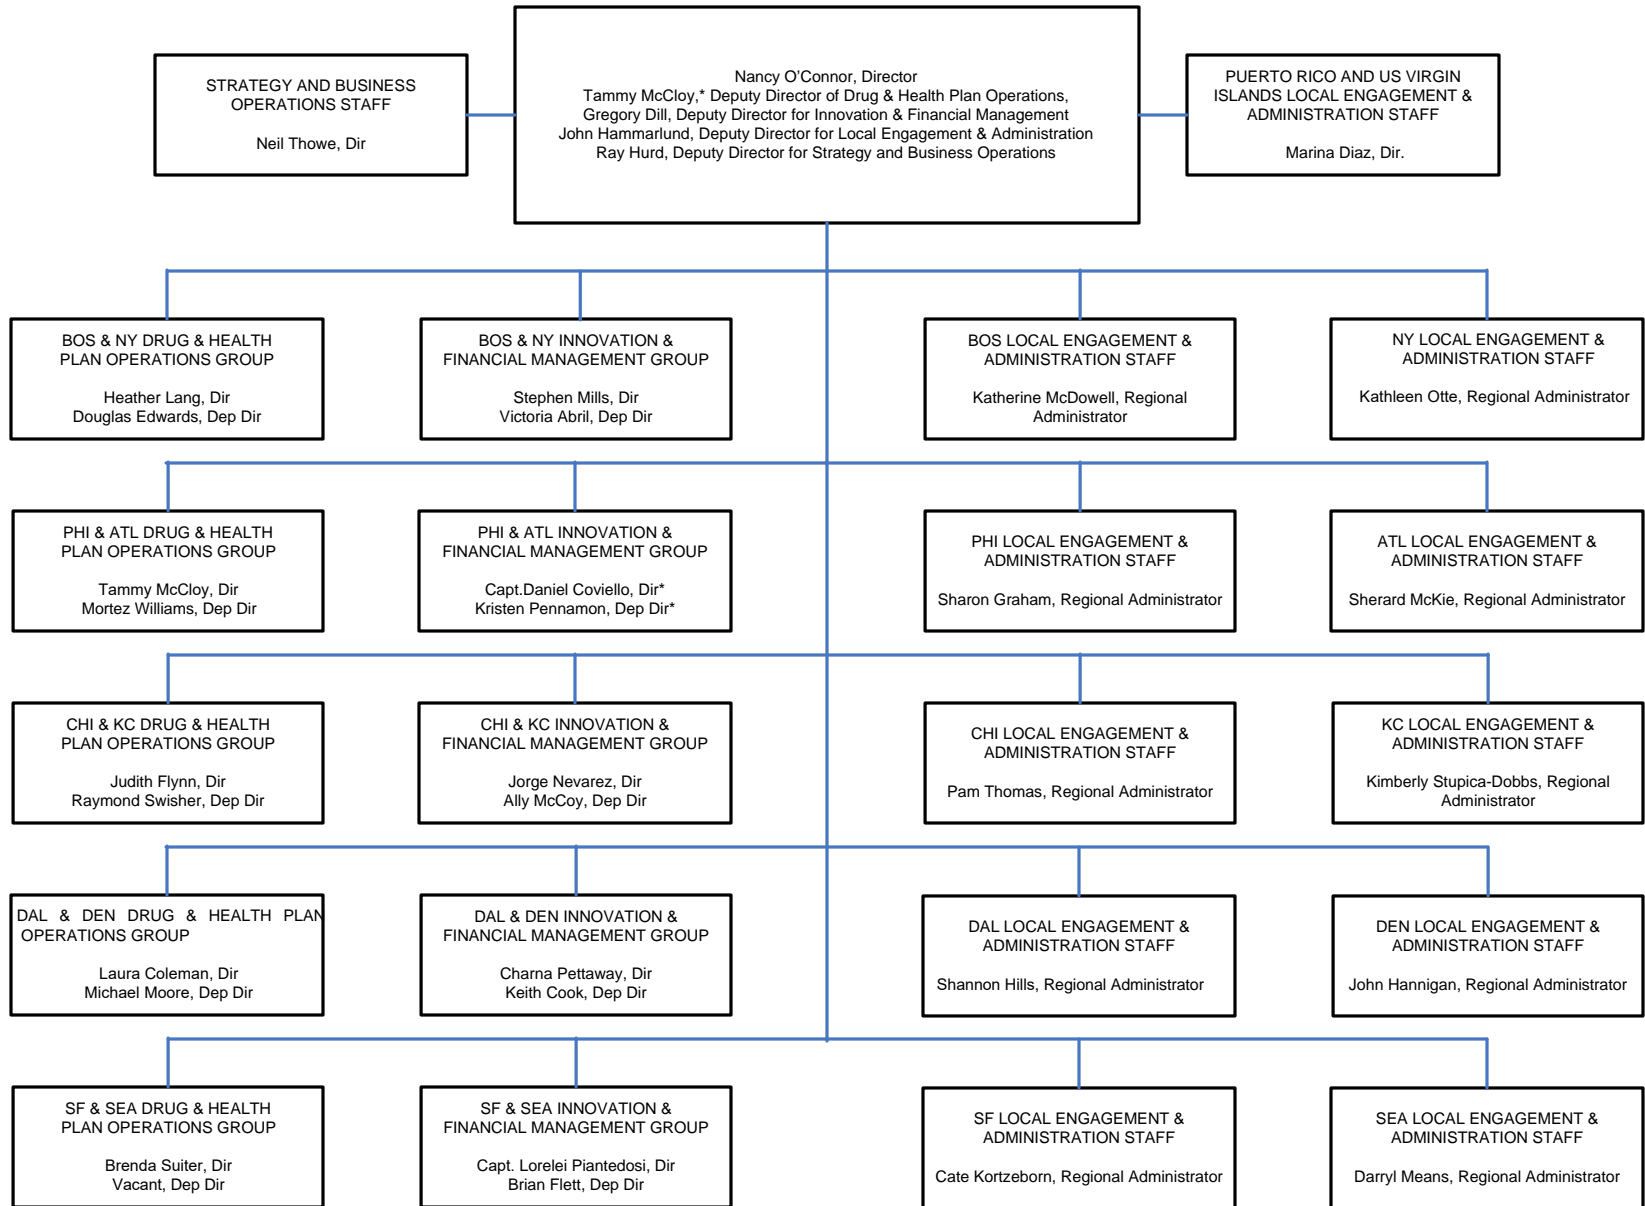 STRATEGY AND BUSINESS
OPERATIONS STAFF
Neil Thowe, Dir
Nancy O'Connor, Director
Tammy McCloy,* Deputy Director of Drug & Health Plan Operations,
Gregory Dill, Deputy Director for Innovation & Financial Management
John Hammarlund, Deputy Director for Local Engagement & Administration
Ray Hurd, Deputy Director for Strategy and Business Operations
PUERTO RICO AND US VIRGIN
ISLANDS LOCAL ENGAGEMENT &
ADMINISTRATION STAFF
Marina Diaz, Dir.
BOS & NY DRUG & HEALTH
PLAN OPERATIONS GROUP
Heather Lang, Dir
Douglas Edwards, Dep Dir
BOS & NY INNOVATION &
FINANCIAL MANAGEMENT GROUP
Stephen Mills, Dir
Victoria Abril, Dep Dir
BOS LOCAL ENGAGEMENT &
ADMINISTRATION STAFF
Katherine McDowell, Regional
Administrator
NY LOCAL ENGAGEMENT &
ADMINISTRATION STAFF
Kathleen Otte, Regional Administrator
PHI & ATL DRUG & HEALTH
PLAN OPERATIONS GROUP
Tammy McCloy, Dir
Mortez Williams, Dep Dir
PHI & ATL INNOVATION &
FINANCIAL MANAGEMENT GROUP
Capt.Daniel Coviello, Dir*
Kristen Pennamon, Dep Dir*
PHI LOCAL ENGAGEMENT &
ADMINISTRATION STAFF
Sharon Graham, Regional Administrator
ATL LOCAL ENGAGEMENT &
ADMINISTRATION STAFF
Sherard McKie, Regional Administrator
CHI & KC DRUG & HEALTH
PLAN OPERATIONS GROUP
Judith Flynn, Dir
Raymond Swisher, Dep Dir
CHI & KC INNOVATION &
FINANCIAL MANAGEMENT GROUP
Jorge Nevarez, Dir
Ally McCoy, Dep Dir
CHI LOCAL ENGAGEMENT &
ADMINISTRATION STAFF
Pam Thomas, Regional Administrator
KC LOCAL ENGAGEMENT &
ADMINISTRATION STAFF
Kimberly Stupica-Dobbs, Regional
Administrator
DAL & DEN DRUG & HEALTH PLAN
OPERATIONS GROUP
Laura Coleman, Dir
Michael Moore, Dep Dir
DAL & DEN INNOVATION &
FINANCIAL MANAGEMENT GROUP
Charna Pettaway, Dir
Keith Cook, Dep Dir
DAL LOCAL ENGAGEMENT &
ADMINISTRATION STAFF
Shannon Hills, Regional Administrator
DEN LOCAL ENGAGEMENT &
ADMINISTRATION STAFF
John Hannigan, Regional Administrator
SF & SEA DRUG & HEALTH
PLAN OPERATIONS GROUP
Brenda Suiter, Dir
Vacant, Dep Dir
SF & SEA INNOVATION &
FINANCIAL MANAGEMENT GROUP
Capt. Lorelei Piantedosi, Dir
Brian Flett, Dep Dir
SF LOCAL ENGAGEMENT &
ADMINISTRATION STAFF
Cate Kortzeborn, Regional Administrator
SEA LOCAL ENGAGEMENT &
ADMINISTRATION STAFF
Darryl Means, Regional Administrator